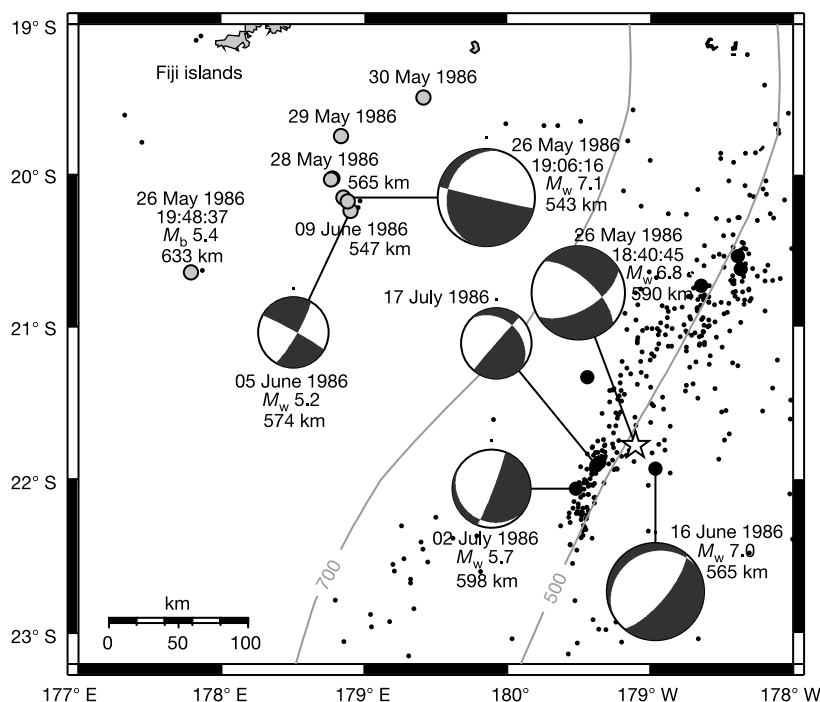 19° S
20° S
21° S
22° S
23° S
Fiji islands
30 May 1986
29 May 1986
28 May 1986
565 km
26 May 1986
19:48:37
Mb 5.4
633 km
09 June 1986
547 km
26 May 1986
19:06:16
Mw 7.1
543 km
26 May 1986
18:40:45
Mw 6.8
590 km
17 July 1986
05 June 1986
Mw 5.2
574 km
02 July 1986
Mw 5.7
598 km
16 June 1986
Mw 7.0
565 km
700
500
km
0 50 100
177° E 178° E 179° E 180° 179° W 178° W